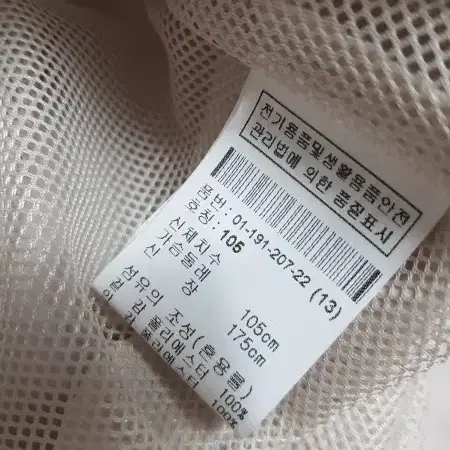 전기용품및생활용품안전
관리법에 의한 품질표시
품번: 01-191-207-22 (13)
호칭: 105
신체치수
가슴둘레 105cm
신 장 175cm
섬유의 조성(혼용률)
겉 감 폴리에스터 100%
폴리에스터 100%